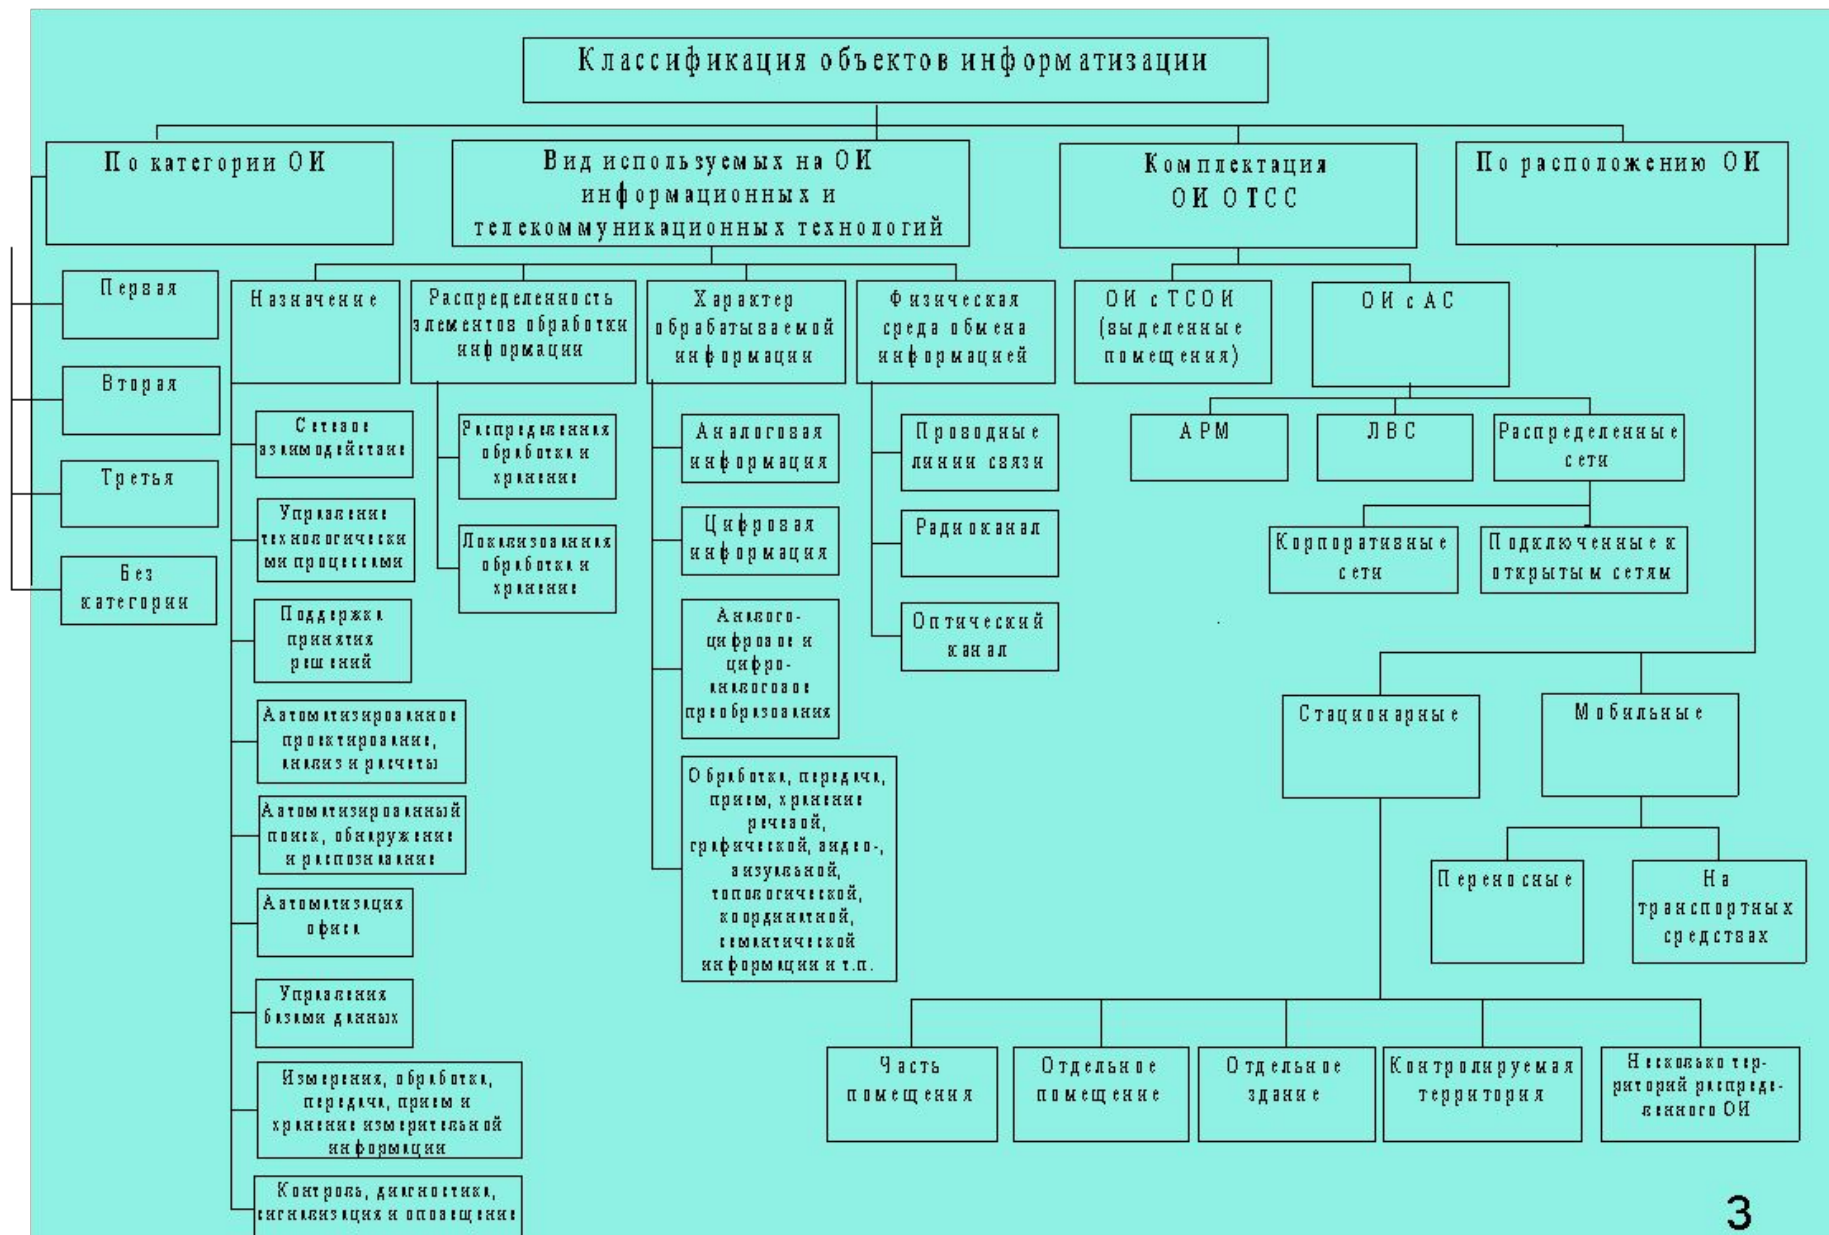 Классификация объектов информатизации
По категории ОИ
Вид используемых на ОИ
информационных и
телекоммуникационных технологий
Комплектация
ОИ ОТСС
По расположению ОИ
Первая
Вторая
Третья
Без
категории
Назначение
Сетевое
взаимодействие
Управление
технологически
ми процессами
Поддержка
принятия
решений
Автоматизированное
проектирование,
анализ и расчеты
Автоматизированный
поиск, обнаружение
и распознавание
Автоматизация
офиса
Управления
базами данных
Измерения, обработка,
передача, прием и
хранение измерительной
информации
Контроль, диагностика,
сигнализация и оповещение
Распределенность
элементов обработки
информации
Распределенная
обработка и
хранение
Локализованная
обработка и
хранение
Характер
обрабатываемой
информации
Аналоговая
информация
Цифровая
информация
Аналого-
цифровое и
цифро-
аналоговое
преобразования
Обработка, передача,
прием, хранение
речевой,
графической, видео-,
визуальной,
топологической,
координатной,
семантической
информации и т.п.
Физическая
среда обмена
информацией
Проводные
линии связи
Радиоканал
Оптический
канал
ОИ с ТСОИ
(выделенные
помещения)
ОИ с АС
АРМ
ЛВС
Распределенные
сети
Корпоративные
сети
Подключенные к
открытым сетям
Стационарные
Мобильные
Переносные
На
транспортных
средствах
Часть
помещения
Отдельное
помещение
Отдельное
здание
Контролируемая
территория
Несколько тер-
риторий распреде-
ленного ОИ
3